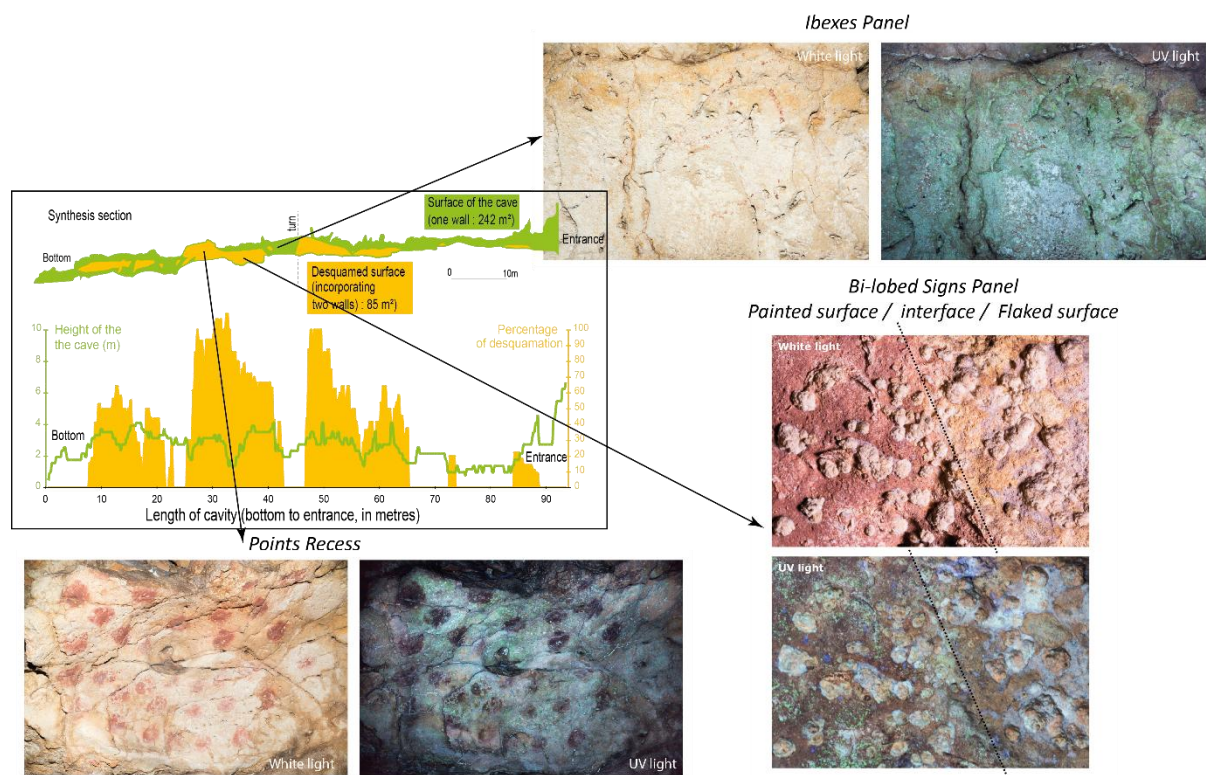 Ibexes Panel
White light
UV light
Synthesis section
turn
Surface of the cave
(one wall : 242 m²)
Bottom
Entrance
Desquamed surface
(incorporating
two walls) : 85 m²)
0 10m
Bi-lobed Signs Panel
Painted surface / interface / Flaked surface
White light
UV light
Height of the
the cave (m)
Percentage
of desquamation
10
8
6
4
2
0
100
90
80
70
60
50
40
30
20
10
0
Bottom
Entrance
0 10 20 30 40 50 60 70 80 90
Length of cavity (bottom to entrance, in metres)
Points Recess
White light
UV light